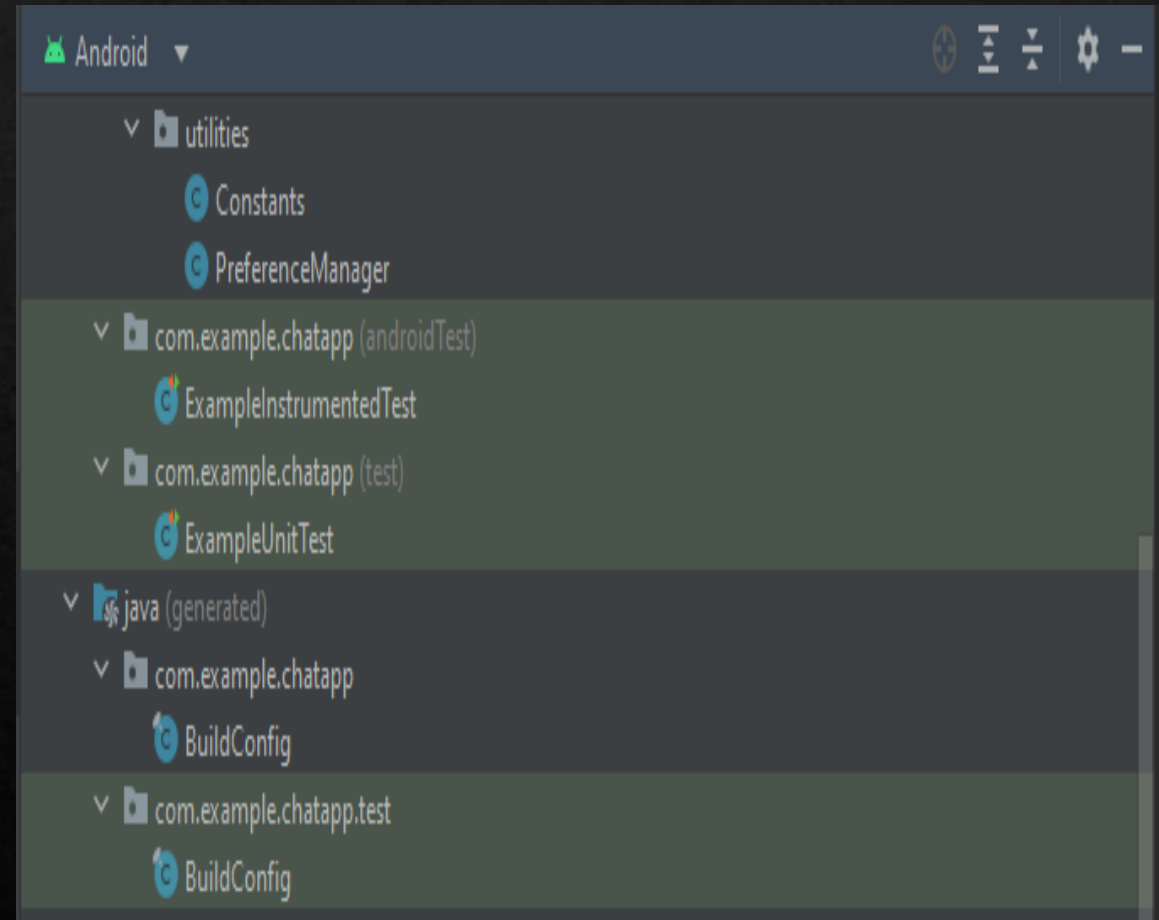 Android
utilities
Constants
PreferenceManager
com.example.chatapp (androidTest)
ExampleInstrumentedTest
com.example.chatapp (test)
ExampleUnitTest
java (generated)
com.example.chatapp
BuildConfig
com.example.chatapp.test
BuildConfig